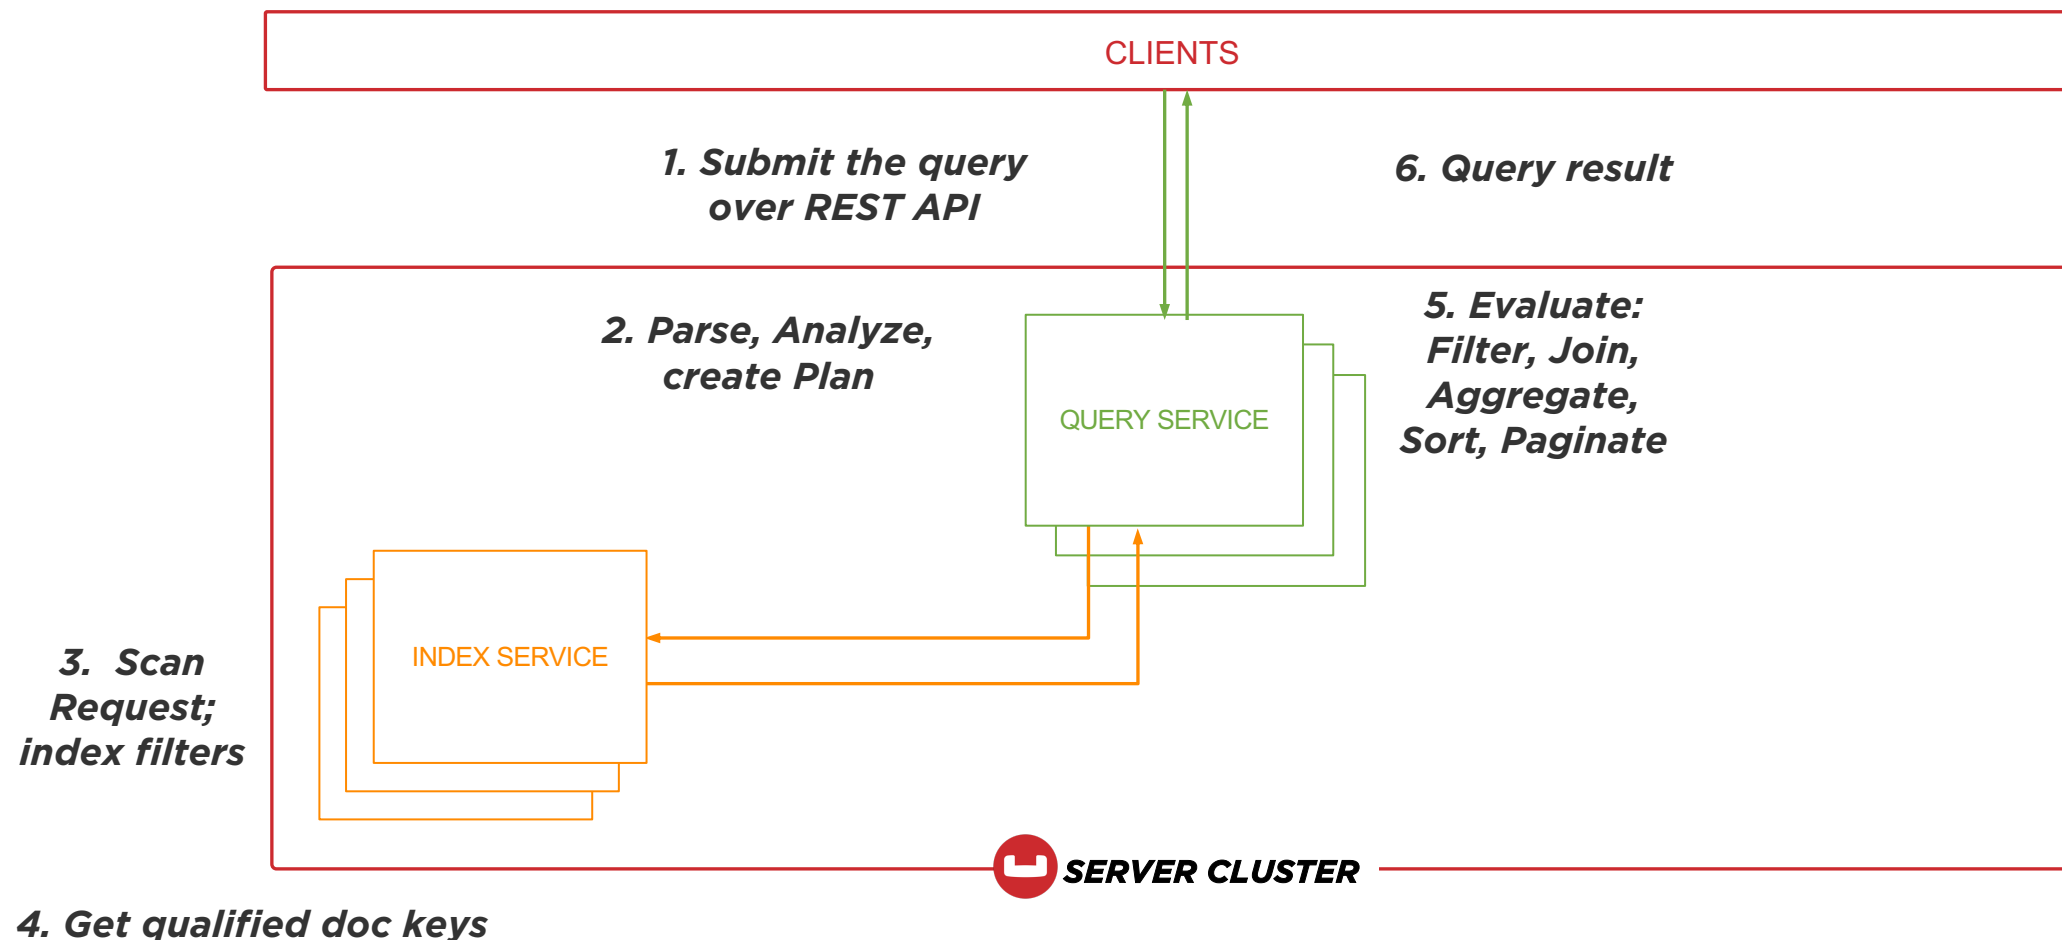 CLIENTS
1. Submit the query
over REST API
6. Query result
2. Parse, Analyze,
create Plan
QUERY SERVICE
5. Evaluate:
Filter, Join,
Aggregate,
Sort, Paginate
INDEX SERVICE
3. Scan
Request;
index filters
SERVER CLUSTER
4. Get qualified doc keys